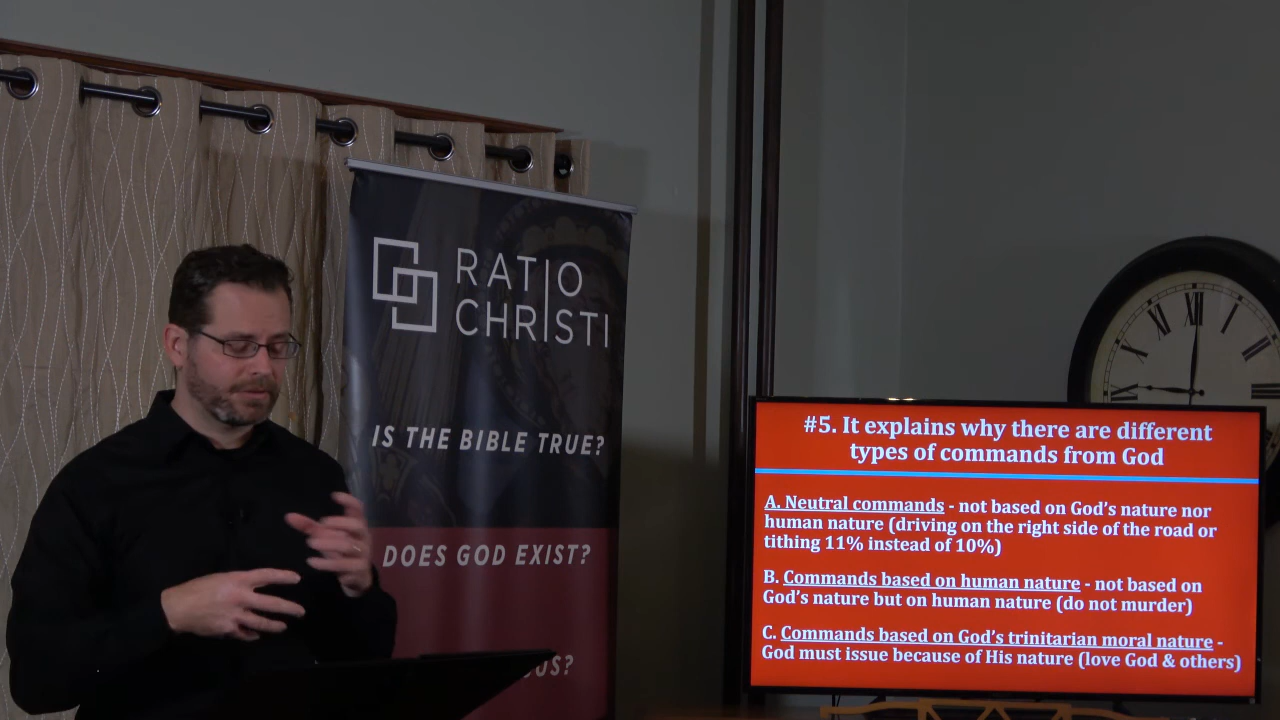 RATIO
CHRISTI
IS THE BIBLE TRUE?
DOES GOD EXIST?
US?
XI XII I II
#5. It explains why there are different
types of commands from God
A. Neutral commands - not based on God's nature nor
human nature (driving on the right side of the road or
tithing 11% instead of 10%)
B. Commands based on human nature - not based on
God's nature but on human nature (do not murder)
C. Commands based on God's trinitarian moral nature -
God must issue because of His nature (love God & others)